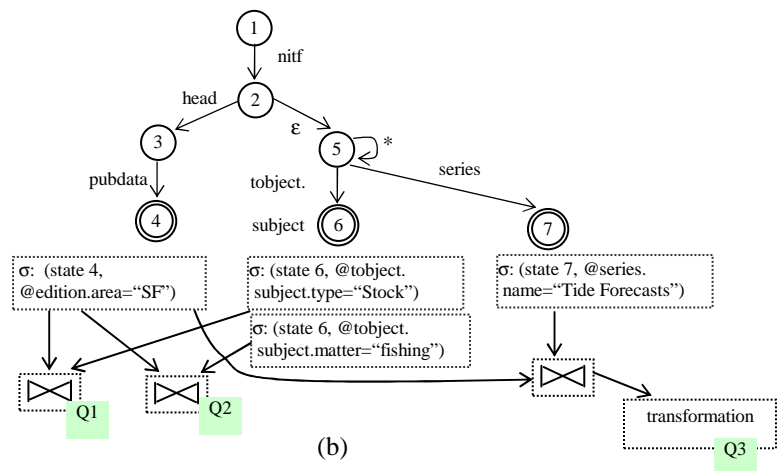 1
nitf
head
2
ε
3
5
*
series
pubdata
tobject.
4
subject
6
7
σ: (state 4,
@edition.area=“SF”)
σ: (state 6, @tobject.
subject.type=“Stock”)
σ: (state 7, @series.
name=“Tide Forecasts”)
σ: (state 6, @tobject.
subject.matter=“fishing”)
Q1
Q2
transformation
Q3
(b)